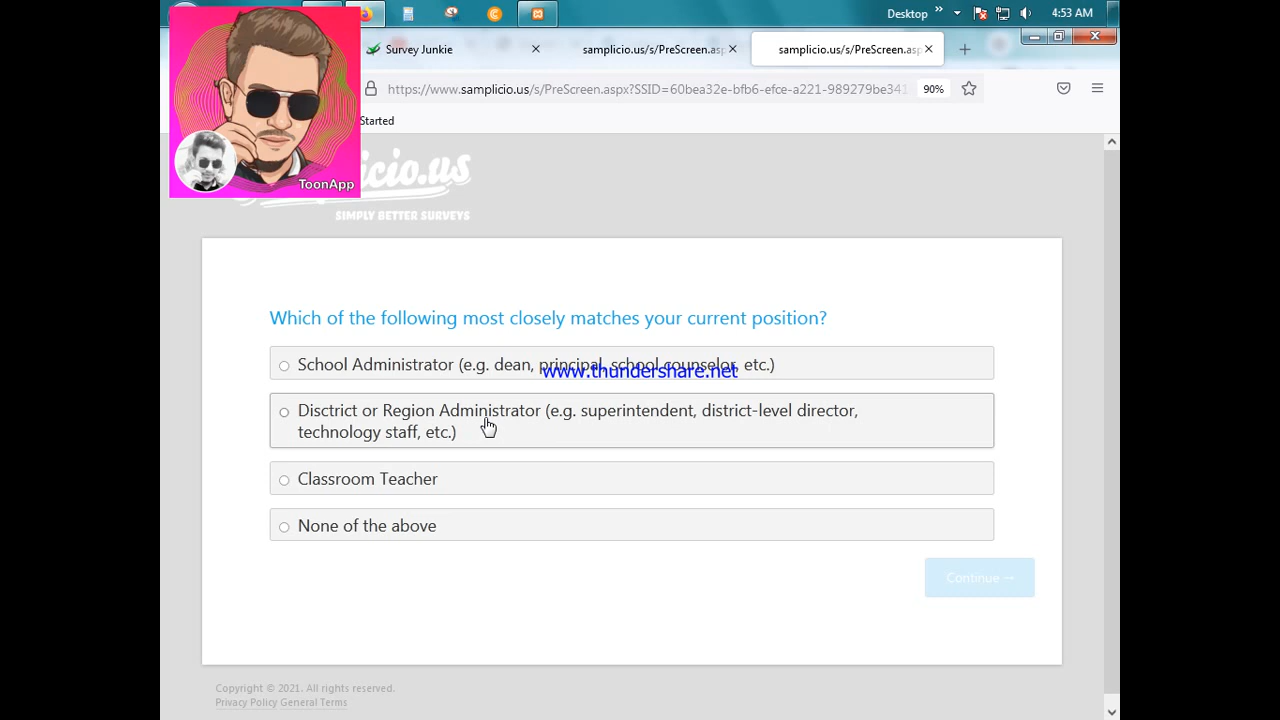 Desktop
»
4:53 AM
Survey Junkie
samplicio.us/s/PreScreen.asp
samplicio.us/s/PreScreen.asp
https://www.samplicio.us/s/PreScreen.aspx?SSID=60bea32e-bfb6-efce-a221-989279be341
90%
Started
ToonApp
icio.us
SIMPLY BETTER SURVEYS
Which of the following most closely matches your current position?
School Administrator (e.g. dean, principal, school counselor, etc.)
www.thundershare.net
Disctrict or Region Administrator (e.g. superintendent, district-level director,
technology staff, etc.)
Classroom Teacher
None of the above
Continue --
Copyright © 2021. All rights reserved.
Privacy Policy General Terms